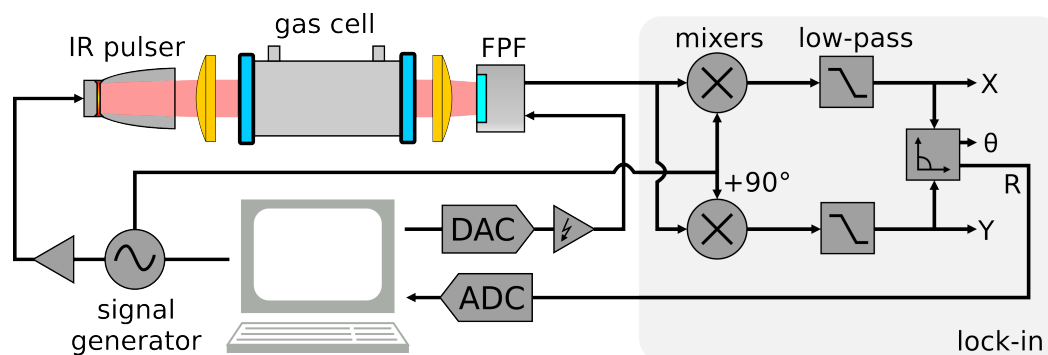 IR pulser
gas cell
FPF
mixers
low-pass
X
θ
R
+90°
Y
DAC
ADC
signal
generator
lock-in